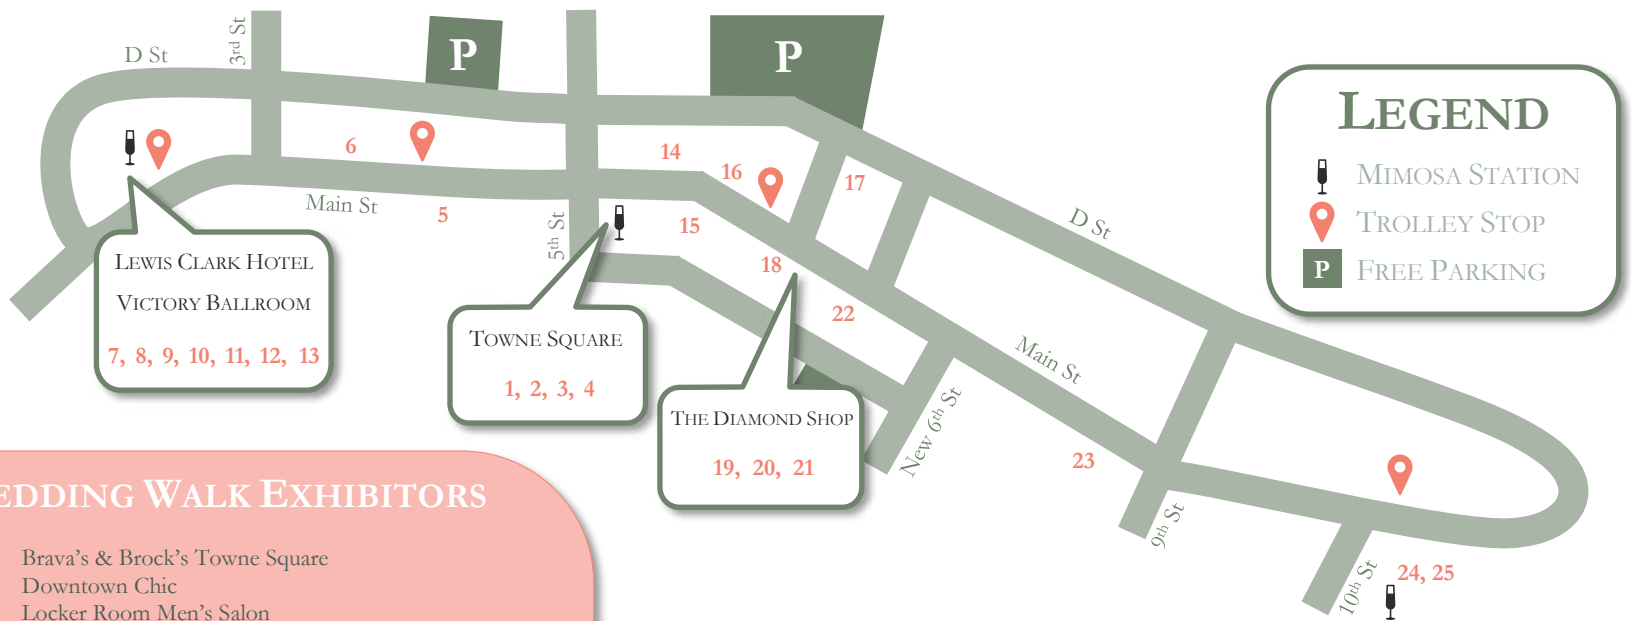 D St
3rd St
P
P
6
14
16
17
Main St
5
5th St
15
18
22
D St
Main St
New 6th St
23
9th St
10th St
24, 25
LEWIS CLARK HOTEL
VICTORY BALLROOM
7, 8, 9, 10, 11, 12, 13
TOWNE SQUARE
1, 2, 3, 4
THE DIAMOND SHOP
19, 20, 21
LEGEND
MIMOSA STATION
TROLLEY STOP
P FREE PARKING
EDDING WALK EXHIBITORS
Brava's & Brock's Towne Square
Downtown Chic
Locker Room Men's Salon